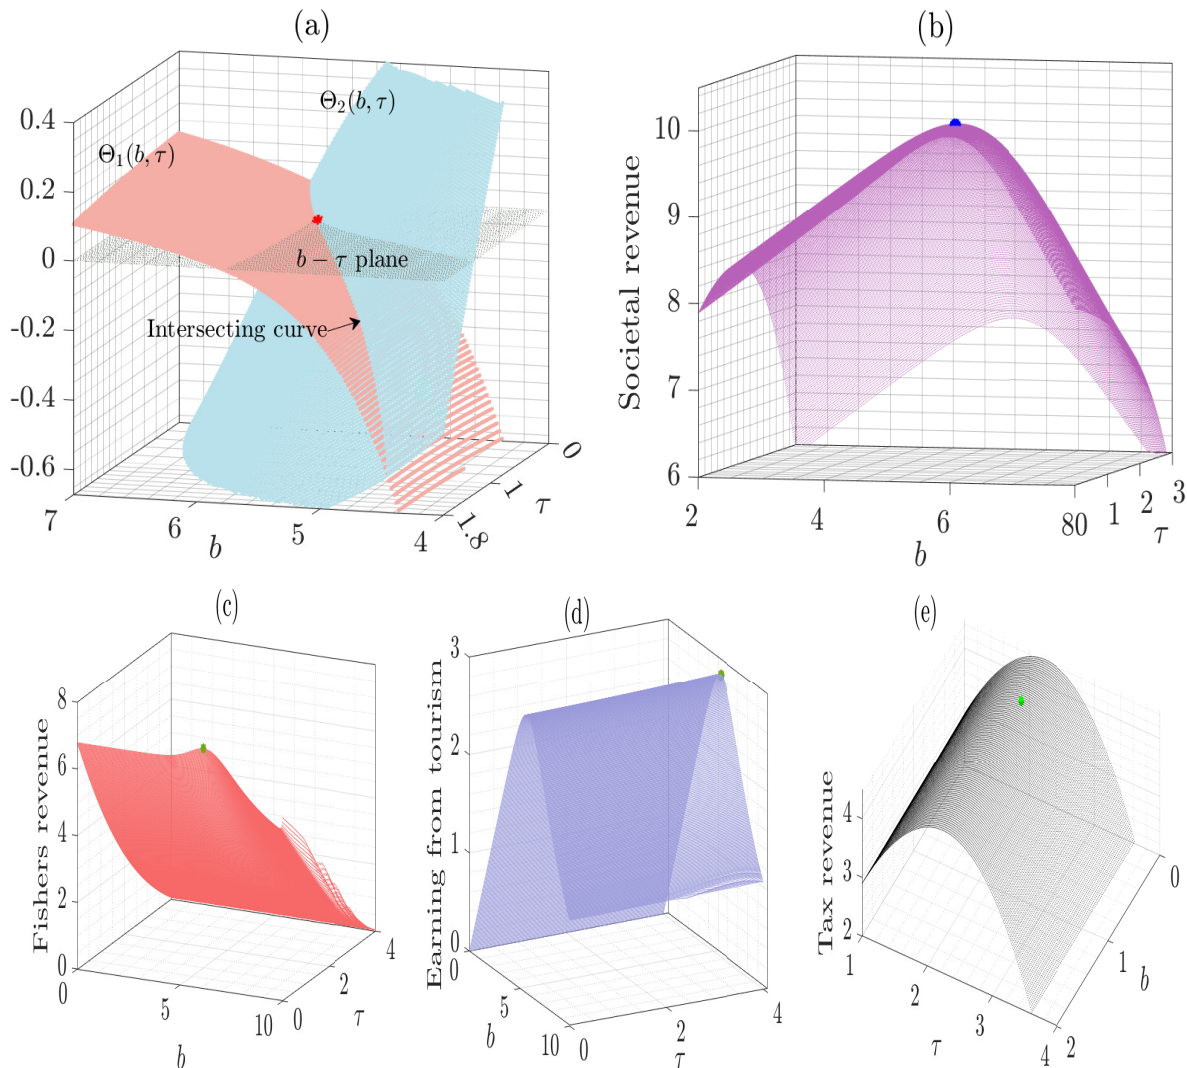 (a)
Θ₁(b, τ)
Θ₂(b, τ)
b − τ plane
Intersecting curve
0.4
0.2
0
-0.2
-0.4
-0.6
7
6
5
4
b
1.8
1
0
τ
(b)
Societal revenue
10
9
8
7
6
2
4
6
80
1
2
3
b
τ
(c)
Fishers revenue
8
6
4
2
0
0
5
10
0
2
4
b
τ
(d)
Earning from tourism
3
2
1
0
0
5
10
0
2
4
b
τ
(e)
Tax revenue
4
3
2
1
2
3
4
2
1
0
τ
b